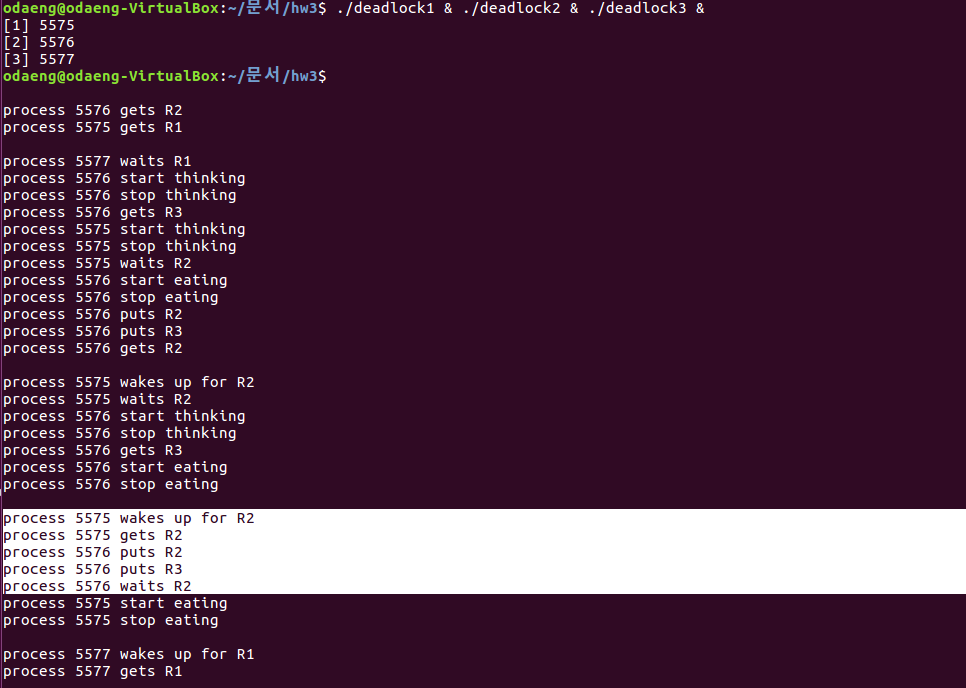 odaeng@odaeng-VirtualBox:~/문서/hw3$ ./deadlock1 & ./deadlock2 & ./deadlock3 &
[1] 5575
[2] 5576
[3] 5577
odaeng@odaeng-VirtualBox:~/문서/hw3$
process 5576 gets R2
process 5575 gets R1
process 5577 waits R1
process 5576 start thinking
process 5576 stop thinking
process 5576 gets R3
process 5575 start thinking
process 5575 stop thinking
process 5575 waits R2
process 5576 start eating
process 5576 stop eating
process 5576 puts R2
process 5576 puts R3
process 5576 gets R2
process 5575 wakes up for R2
process 5575 waits R2
process 5576 start thinking
process 5576 stop thinking
process 5576 gets R3
process 5576 start eating
process 5576 stop eating
process 5575 wakes up for R2
process 5575 gets R2
process 5576 puts R2
process 5576 puts R3
process 5576 waits R2
process 5575 start eating
process 5575 stop eating
process 5577 wakes up for R1
process 5577 gets R1